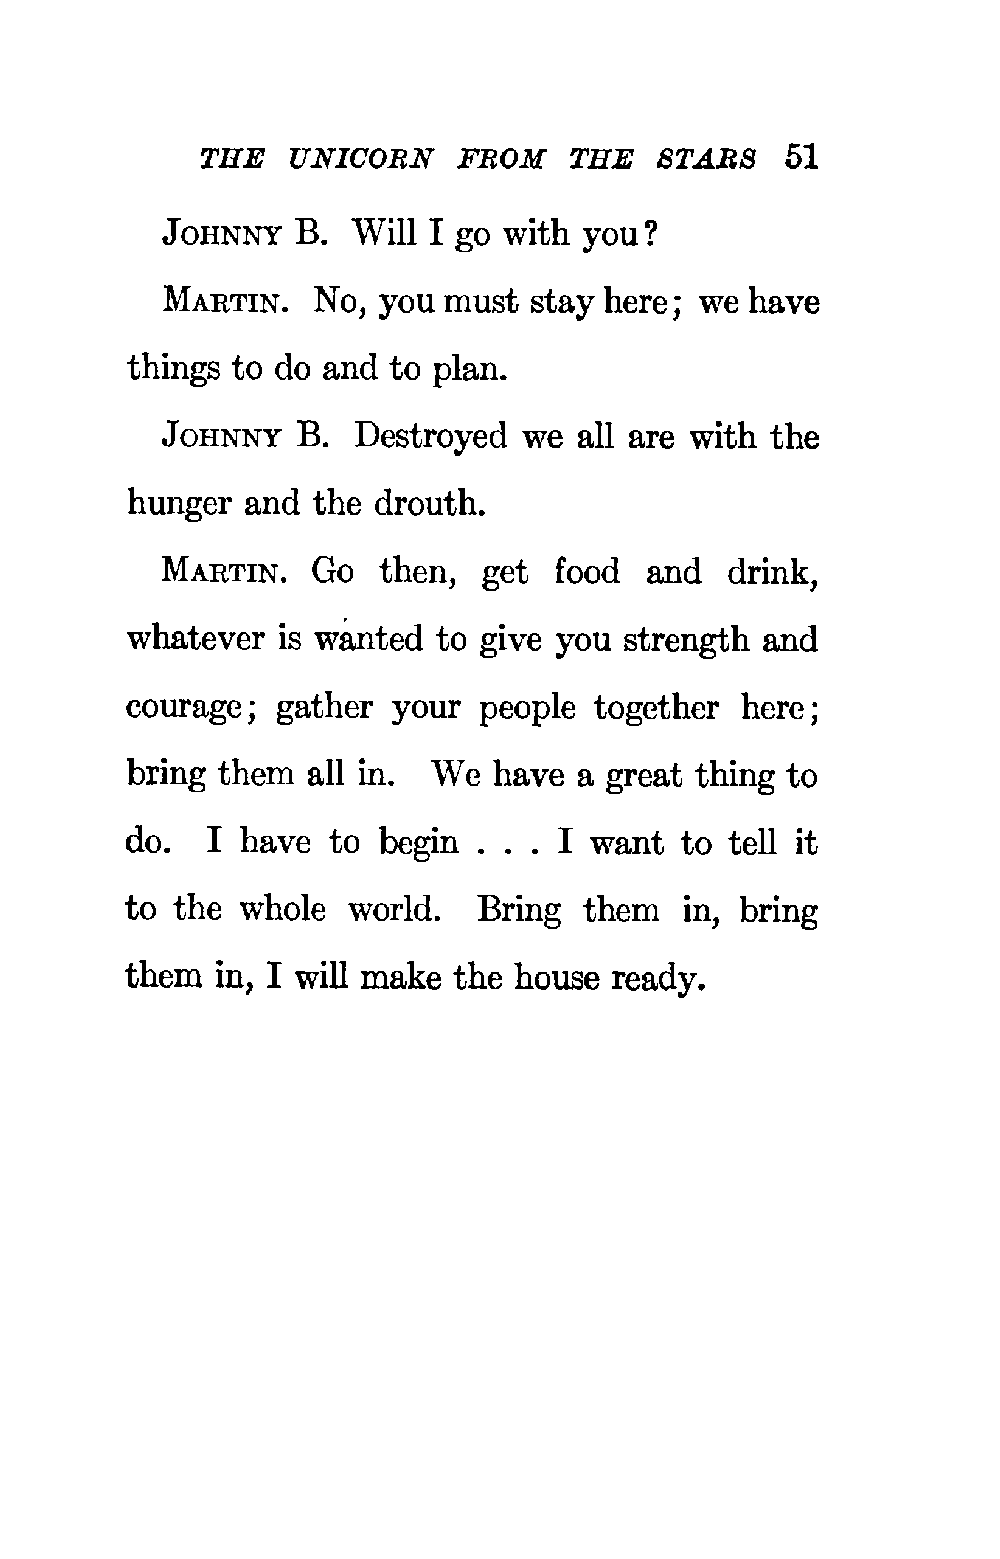 THE UNICORN FROM THE STARS 51
JOHNNY B. Will I go with you?
MARTIN. No, you must stay here; we have
things to do and to plan.
JOHNNY B. Destroyed we all are with the
hunger and the drouth.
MARTIN. Go then, get food and drink,
whatever is wanted to give you strength and
courage; gather your people together here;
bring them all in. We have a great thing to
do. I have to begin . . . I want to tell it
to the whole world. Bring them in, bring
them in, I will make the house ready.